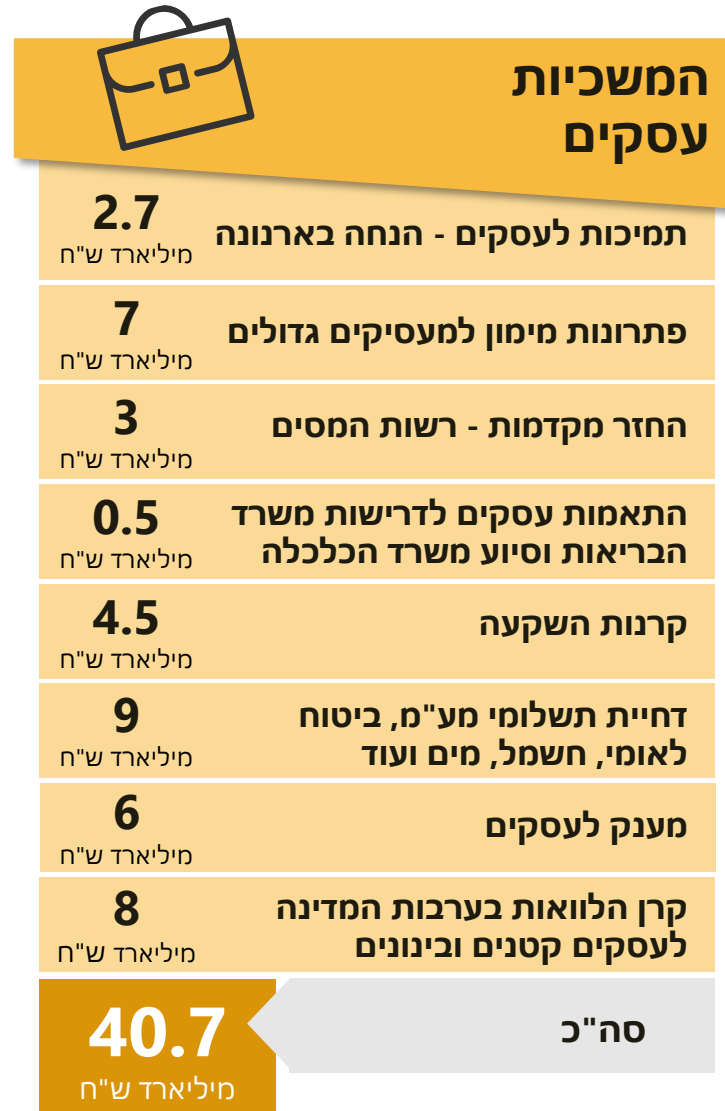 המשכיות
עסקים
תמיכות לעסקים - הנחה בארנונה
2.7
מיליארד ש"ח
פתרונות מימון למעסיקים גדולים
7
מיליארד ש"ח
החזר מקדמות - רשות המסים
3
מיליארד ש"ח
התאמות עסקים לדרישות משרד
הבריאות וסיוע משרד הכלכלה
0.5
מיליארד ש"ח
קרנות השקעה
4.5
מיליארד ש"ח
דחיית תשלומי מע"מ, ביטוח
לאומי, חשמל, מים ועוד
9
מיליארד ש"ח
מענק לעסקים
6
מיליארד ש"ח
קרן הלוואות בערבות המדינה
לעסקים קטנים ובינונים
8
מיליארד ש"ח
סה"כ
40.7
מיליארד ש"ח